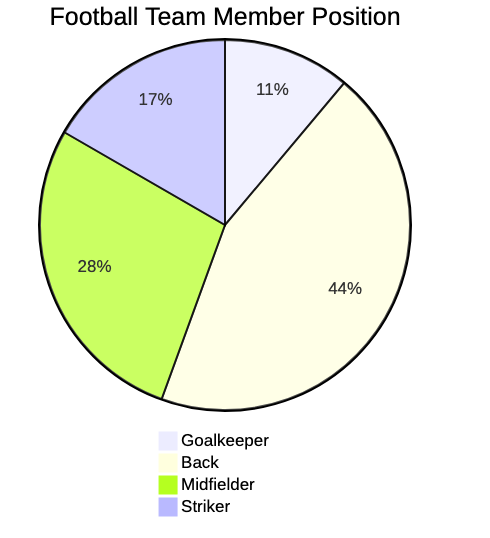 Football Team Member Position
11%
17%
28%
44%
Goalkeeper
Back
Midfielder
Striker